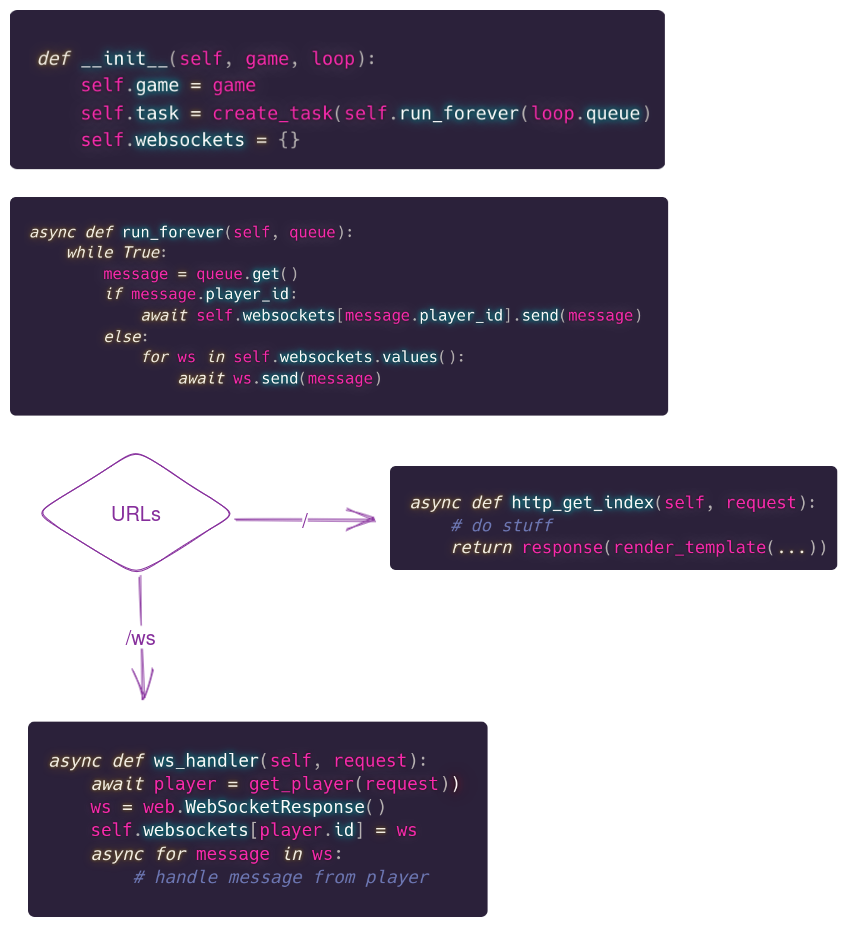 def __init__(self, game, loop):
    self.game = game
    self.task = create_task(self.run_forever(loop.queue)
    self.websockets = {}
async def run_forever(self, queue):
    while True:
        message = queue.get()
        if message.player_id:
            await self.websockets[message.player_id].send(message)
        else:
            for ws in self.websockets.values():
                await ws.send(message)
URLs
/
async def http_get_index(self, request):
    # do stuff
    return response(render_template(...))
/ws
async def ws_handler(self, request):
    await player = get_player(request))
    ws = web.WebSocketResponse()
    self.websockets[player.id] = ws
    async for message in ws:
        # handle message from player